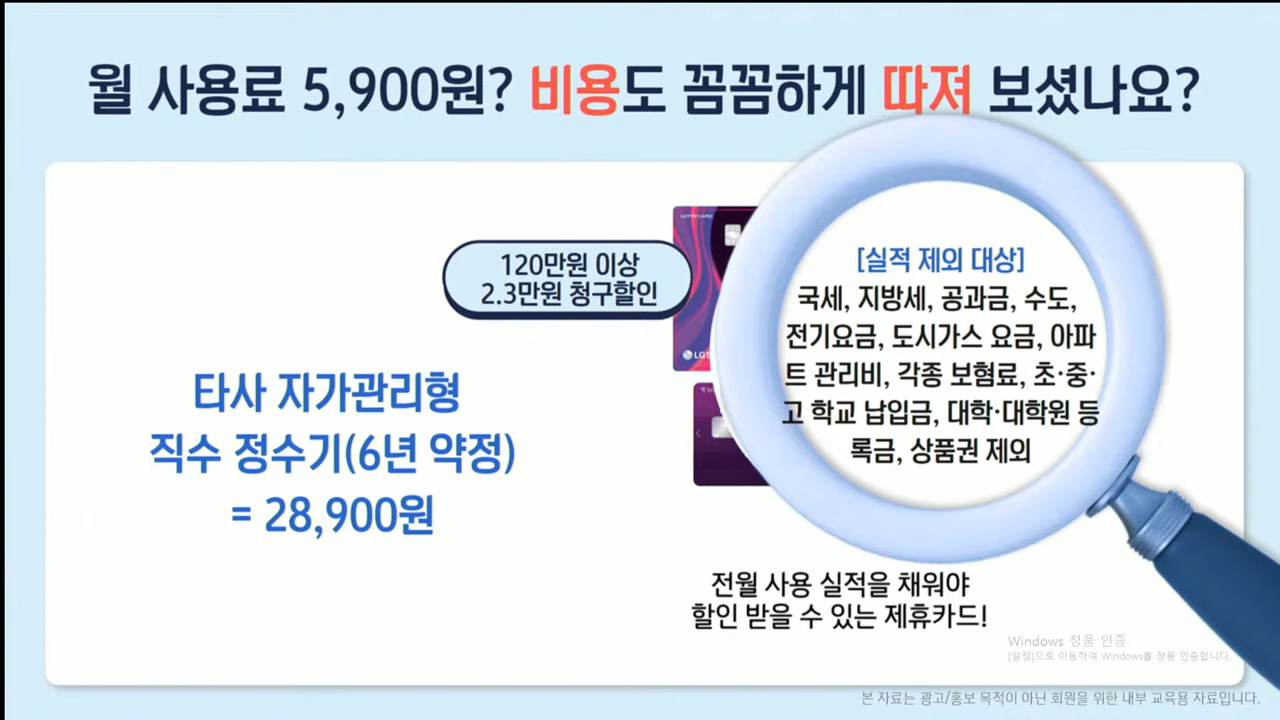 월 사용료 5,900원? 비용도 꼼꼼하게 따져 보셨나요?
120만원 이상
2.3만원 청구할인
LOTTE CARD
LG
타사 자가관리형
직수 정수기(6년 약정)
= 28,900원
[실적 제외 대상]
국세, 지방세, 공과금, 수도,
전기요금, 도시가스 요금, 아파
트 관리비, 각종 보험료, 초·중·
고 학교 납입금, 대학·대학원 등
록금, 상품권 제외
전월 사용 실적을 채워야
할인 받을 수 있는 제휴카드!
Windows 정품 인증
[설정]으로 이동하여 Windows를 정품 인증합니다.
본 자료는 광고/홍보 목적이 아닌 회원을 위한 내부 교육용 자료입니다.